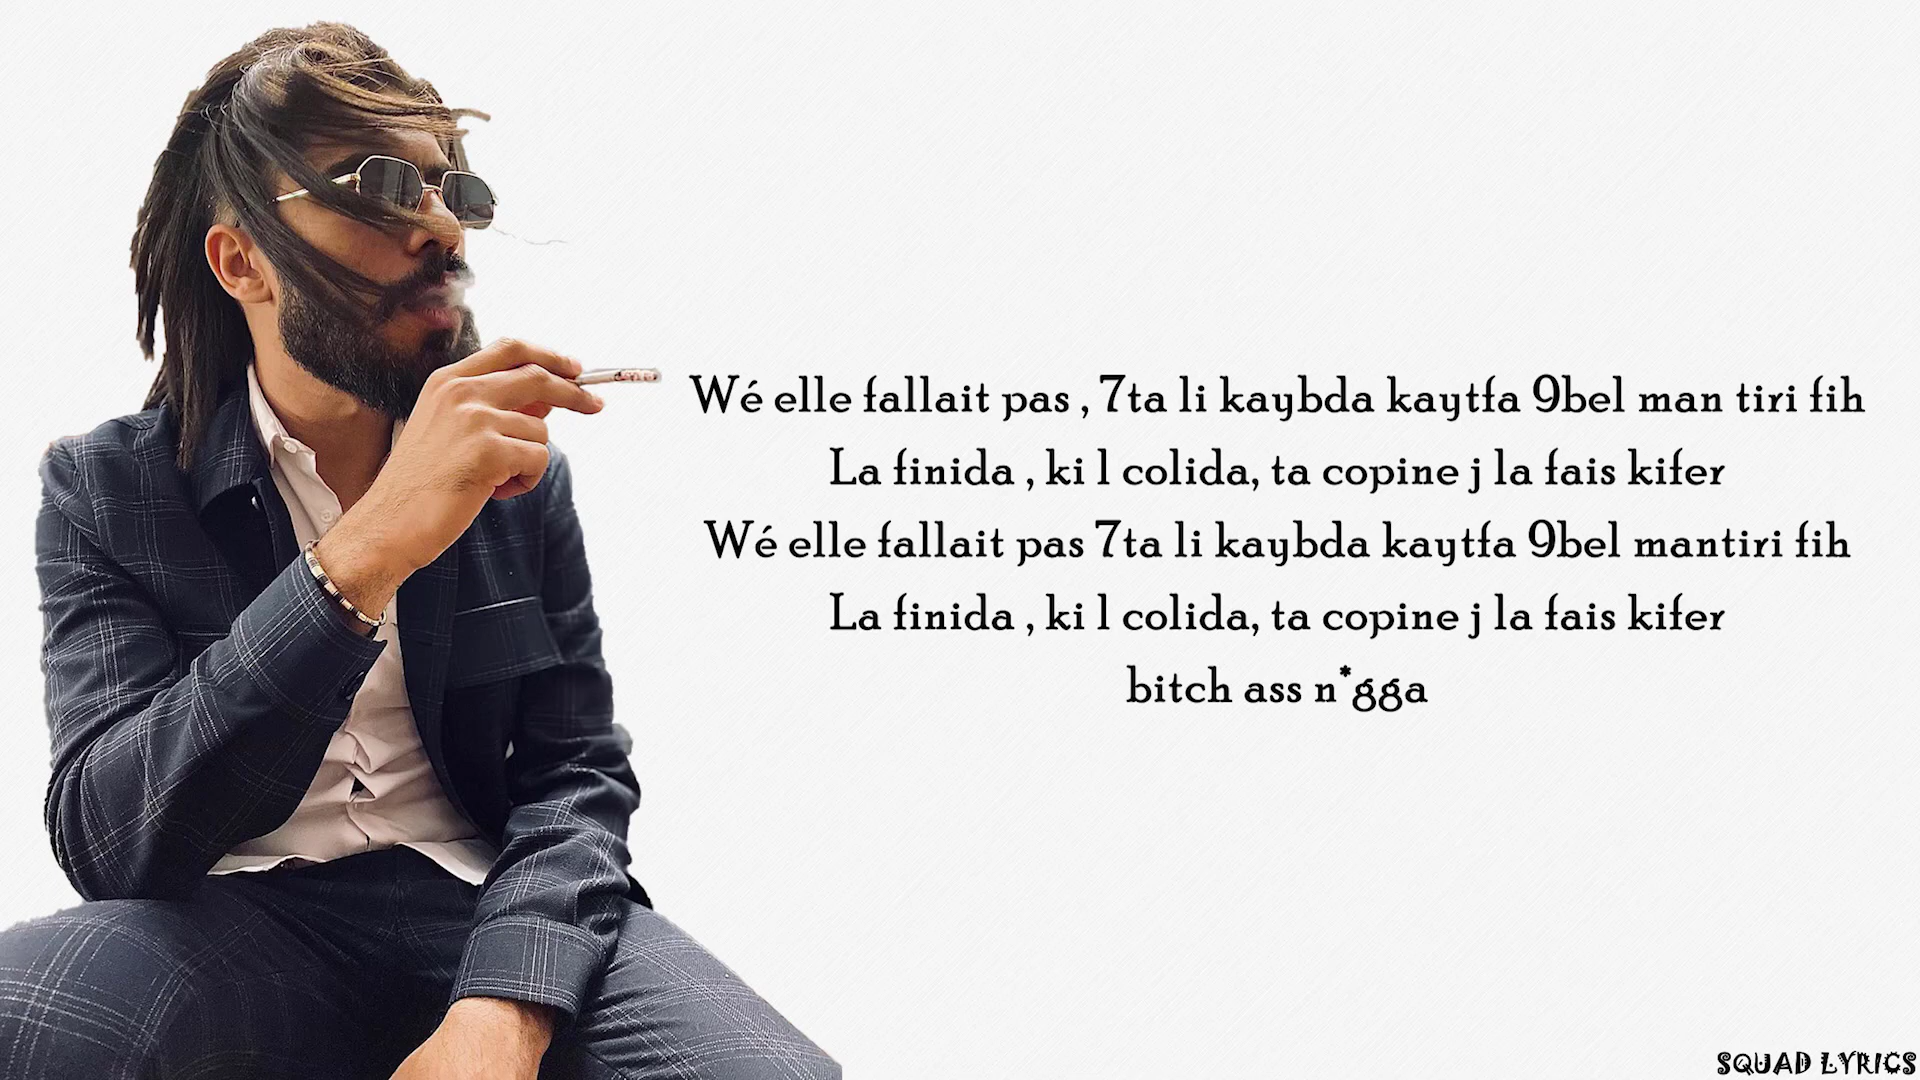 Wé elle fallait pas , 7ta li kaybda kaytfa 9bel man tiri fih
La finida , ki l colida, ta copine j la fais kifer
Wé elle fallait pas 7ta li kaybda kaytfa 9bel mantiri fih
La finida , ki l colida, ta copine j la fais kifer
bitch ass n*gga
SQUAD LYRICS